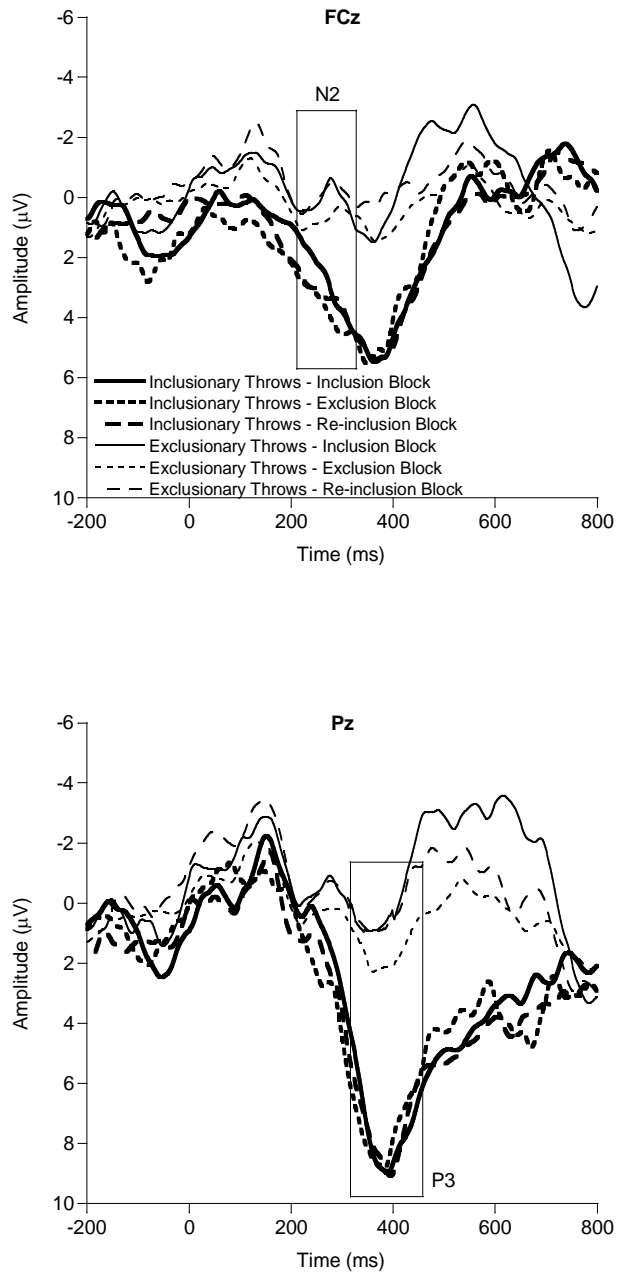 FCz
-6
-4
-2
0
2
4
6
8
10
Amplitude (μV)
N2
Inclusionary Throws - Inclusion Block
Inclusionary Throws - Exclusion Block
Inclusionary Throws - Re-inclusion Block
Exclusionary Throws - Inclusion Block
Exclusionary Throws - Exclusion Block
Exclusionary Throws - Re-inclusion Block
-200 0 200 400 600 800
Time (ms)
Pz
-6
-4
-2
0
2
4
6
8
10
Amplitude (μV)
P3
-200 0 200 400 600 800
Time (ms)